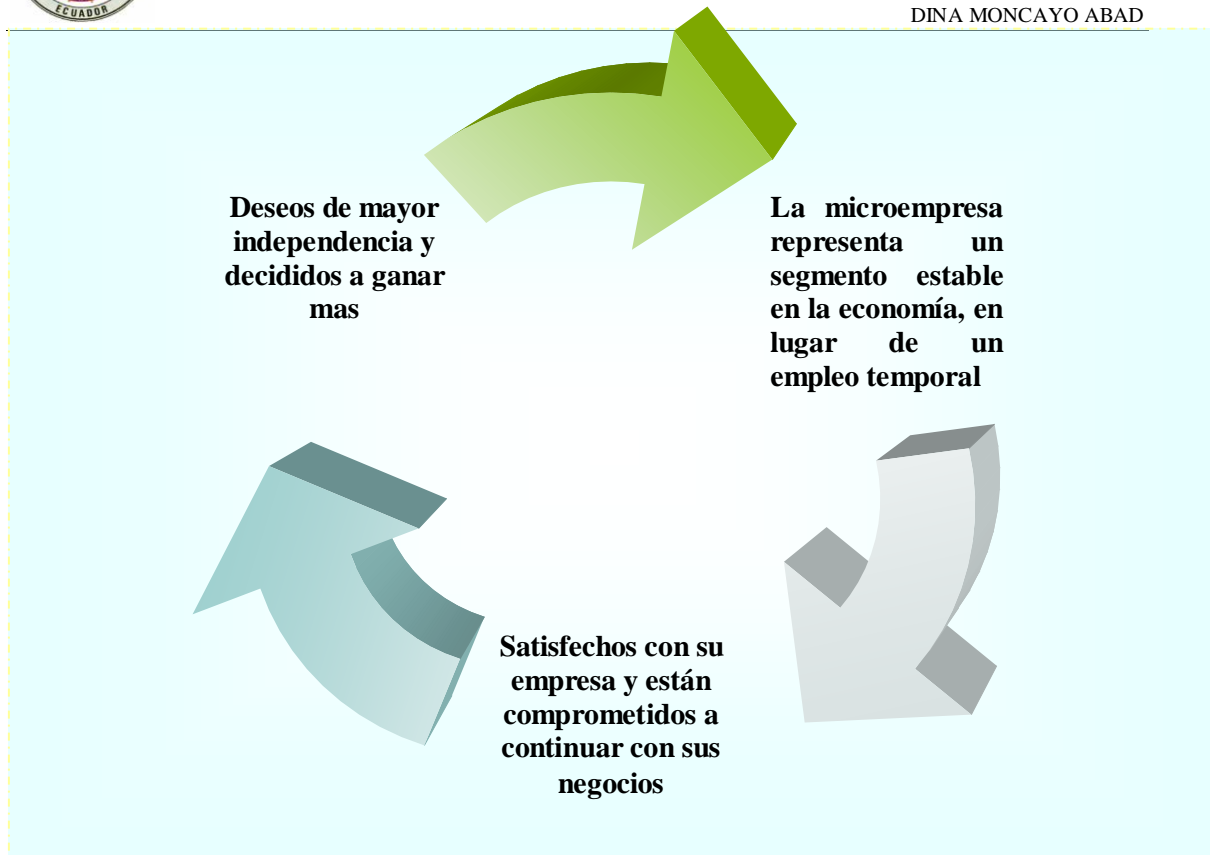 ECUADOR
DINA MONCAYO ABAD
Deseos de mayor
independencia y
decididos a ganar
mas
La microempresa
representa un
segmento estable
en la economía, en
lugar de un
empleo temporal
Satisfechos con su
empresa y están
comprometidos a
continuar con sus
negocios